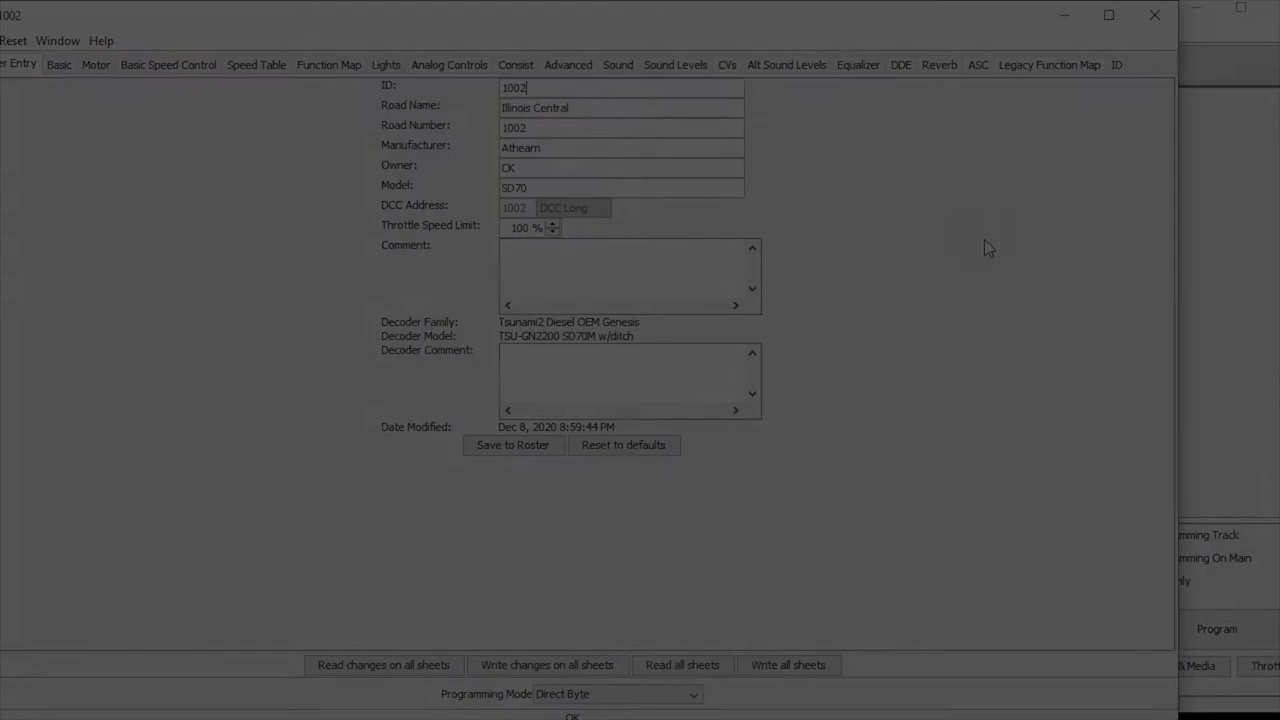 1002
Reset Window Help
er Entry Basic Motor Basic Speed Control Speed Table Function Map Lights Analog Controls Consist Advanced Sound Sound Levels CVs Alt Sound Levels Equalizer DDE Reverb ASC Legacy Function Map ID
ID: 1002
Road Name: Illinois Central
Road Number: 1002
Manufacturer: Athearn
Owner: CK
Model: SD70
DCC Address: 1002 DCC Long
Throttle Speed Limit: 100 %
Comment:
Decoder Family: Tsunami2 Diesel OEM Genesis
Decoder Model: TSU-GN2200 SD70M w/ditch
Decoder Comment:
Date Modified: Dec 8, 2020 8:59:44 PM
Save to Roster Reset to defaults
mming Track
mming On Main
nly
Program
Read changes on all sheets Write changes on all sheets Read all sheets Write all sheets
& Media Thrott
Programming Mode Direct Byte
OK